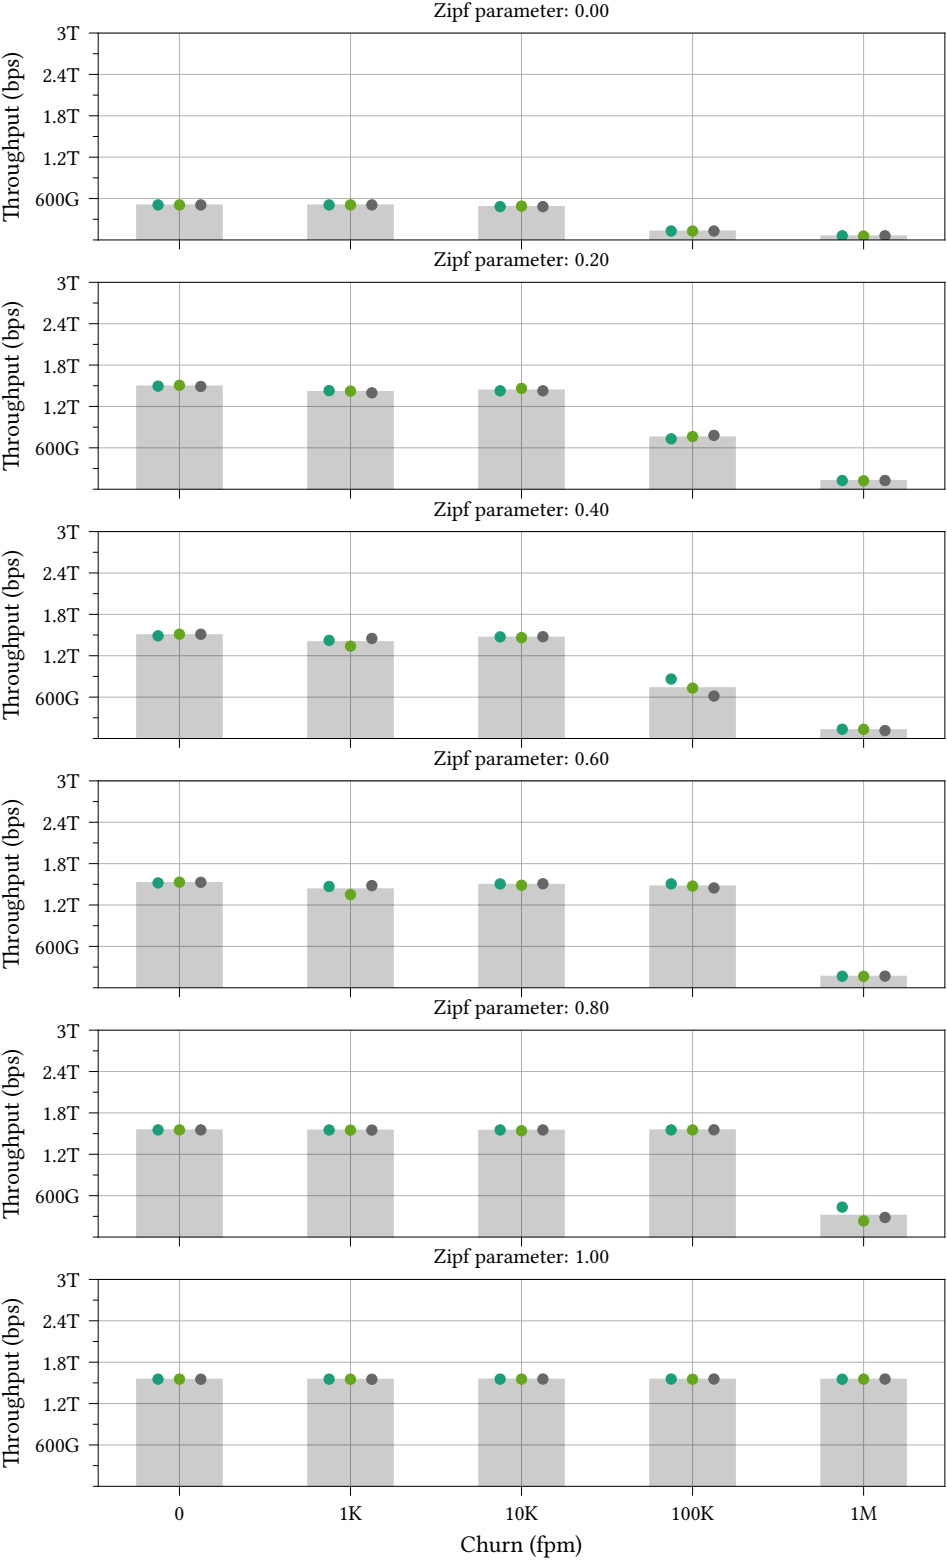 Zipf parameter: 0.00
3T
2.4T
1.8T
1.2T
600G
Throughput (bps)
Zipf parameter: 0.20
3T
2.4T
1.8T
1.2T
600G
Throughput (bps)
Zipf parameter: 0.40
3T
2.4T
1.8T
1.2T
600G
Throughput (bps)
Zipf parameter: 0.60
3T
2.4T
1.8T
1.2T
600G
Throughput (bps)
Zipf parameter: 0.80
3T
2.4T
1.8T
1.2T
600G
Throughput (bps)
Zipf parameter: 1.00
3T
2.4T
1.8T
1.2T
600G
Throughput (bps)
0 1K 10K 100K 1M
Churn (fpm)